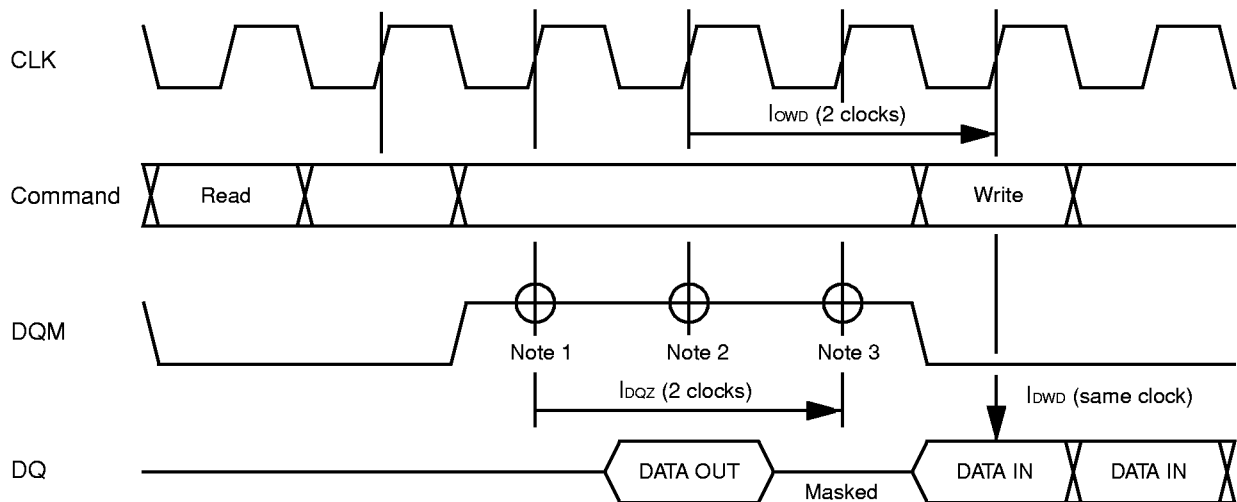 CLK
IOWD (2 clocks)
Command Read Write
DQM
Note 1 Note 2 Note 3
IDQZ (2 clocks)
IDWD (same clock)
DQ DATA OUT DATA IN DATA IN
Masked